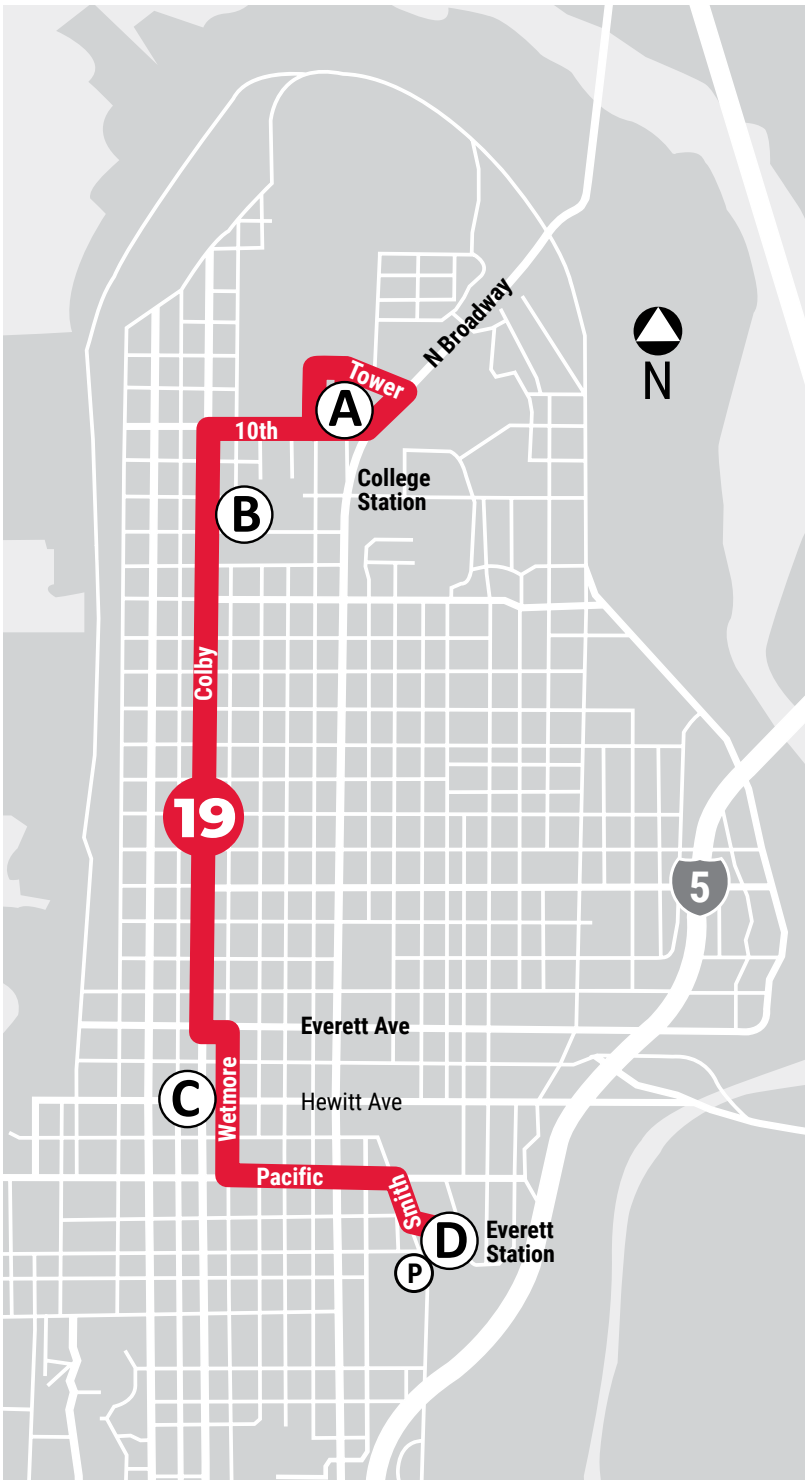 N Broadway
N
Tower
A
10th
College
Station
B
Colby
19
5
Everett Ave
C
Wetmore
Hewitt Ave
Pacific
Smith
D
Everett
Station
P